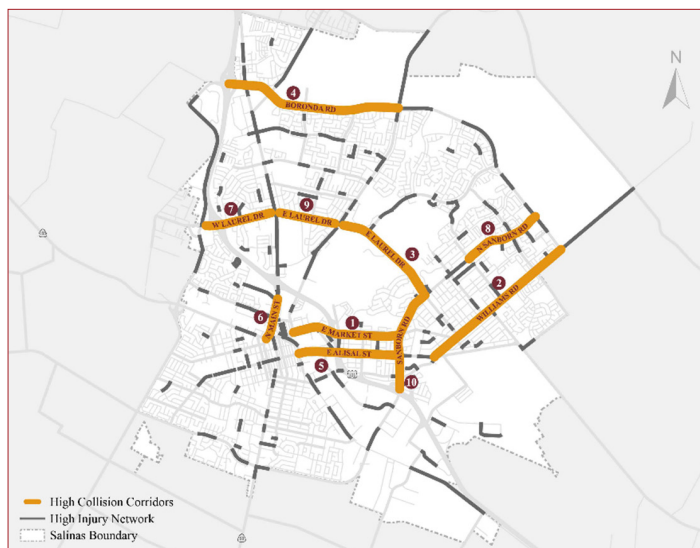 N
4
BORONDA RD
7
W LAUREL DR
9
E LAUREL DR
E LAUREL DR
3
8
N SANBORN RD
2
WILLIAMS RD
6
N MAIN ST
1
E MARKET ST
SANBORN RD
E ALISAL ST
5
10
High Collision Corridors
High Injury Network
Salinas Boundary